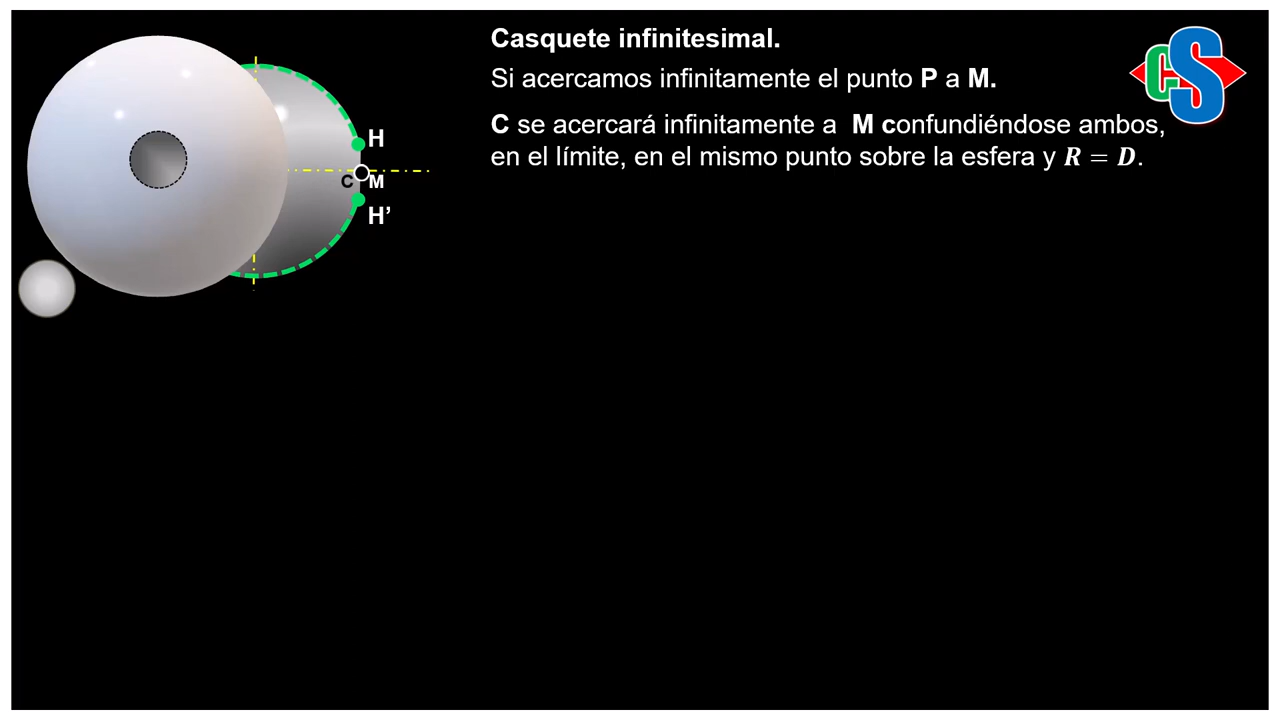 Casquete infinitesimal.
Si acercamos infinitamente el punto P a M.
C se acercará infinitamente a M confundiéndose ambos,
en el límite, en el mismo punto sobre la esfera y R = D.
CS
H
C M
H’